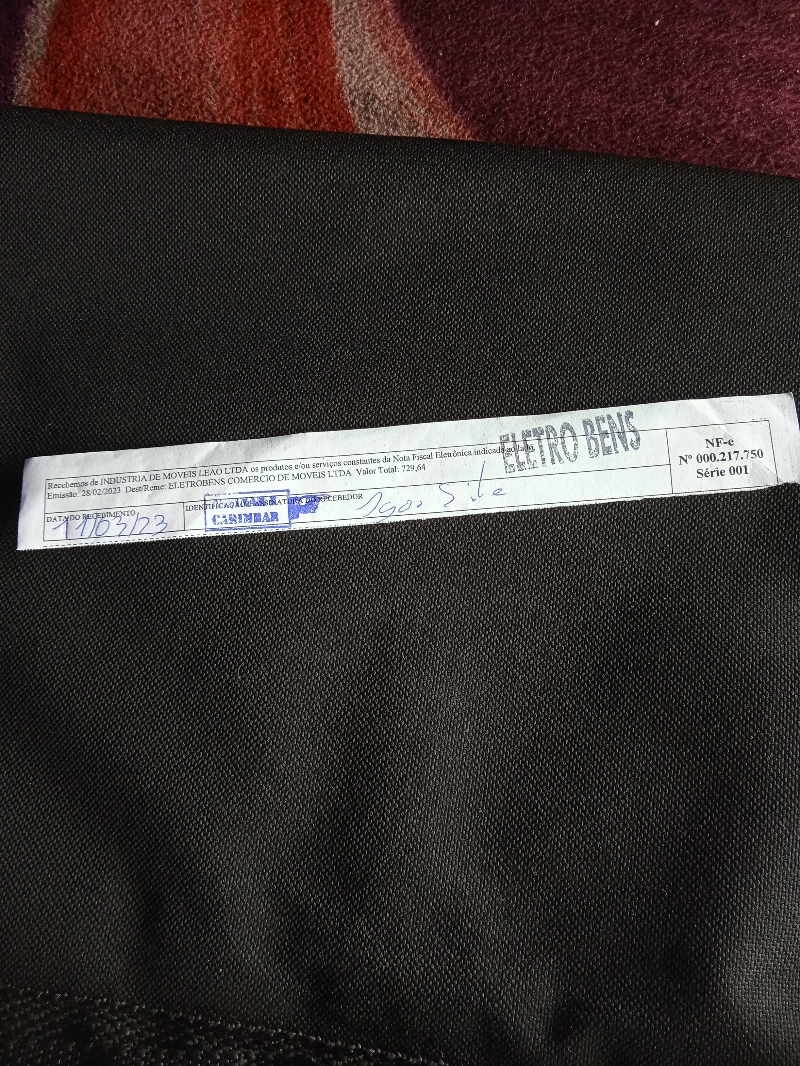 Recebemos de INDUSTRIA DE MOVEIS LEAO LTDA os produtos e/ou serviços constantes da Nota Fiscal Eletrônica indicada ao lado.
Emissão: 28/02/2023 Dest/Reme: ELETROBENS COMERCIO DE MOVEIS LTDA Valor Total: 729,64
ELETRO BENS
DATA DO RECEBIMENTO
11/03/23
IDENTIFICAÇÃO E ASSINATURA DO RECEBEDOR
CASIMBAR
Igor
NF-e
Nº 000.217.750
Série 001